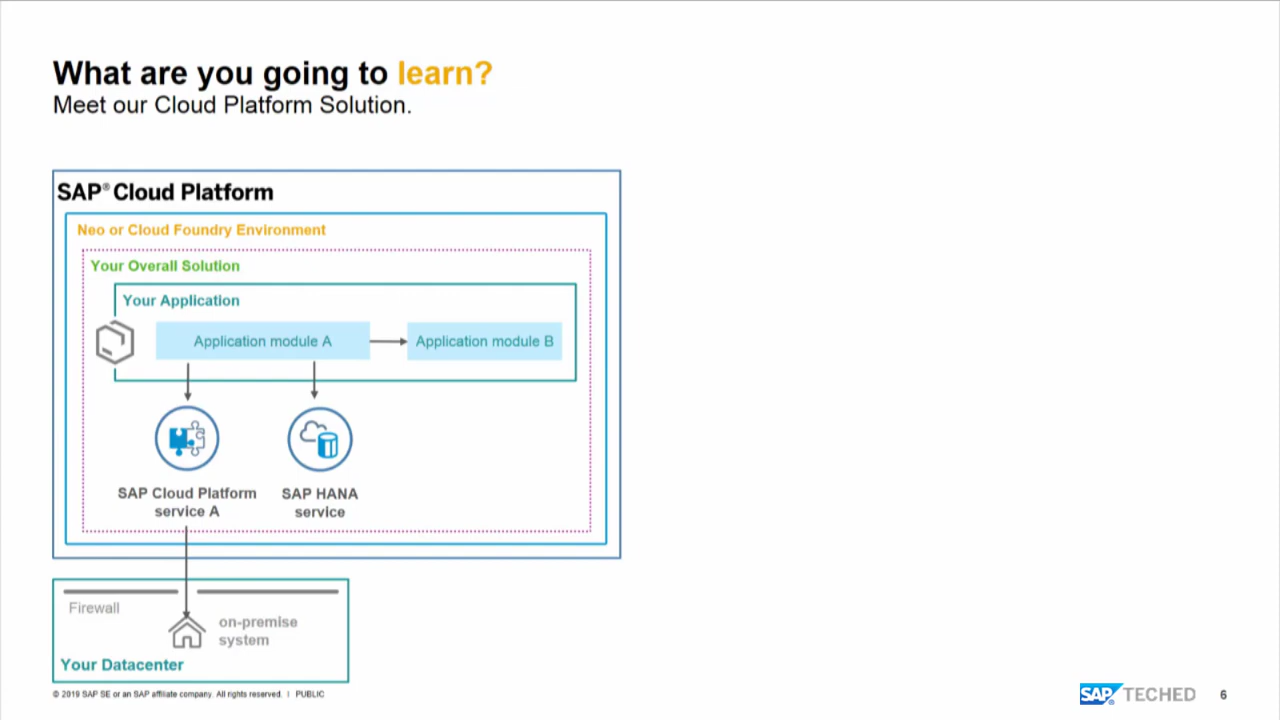 What are you going to learn?
Meet our Cloud Platform Solution.
SAP® Cloud Platform
Neo or Cloud Foundry Environment
Your Overall Solution
Your Application
Application module A
Application module B
SAP Cloud Platform
service A
SAP HANA
service
Firewall
on-premise
system
Your Datacenter
© 2019 SAP SE or an SAP affiliate company. All rights reserved. | PUBLIC
SAP® TECHED
6